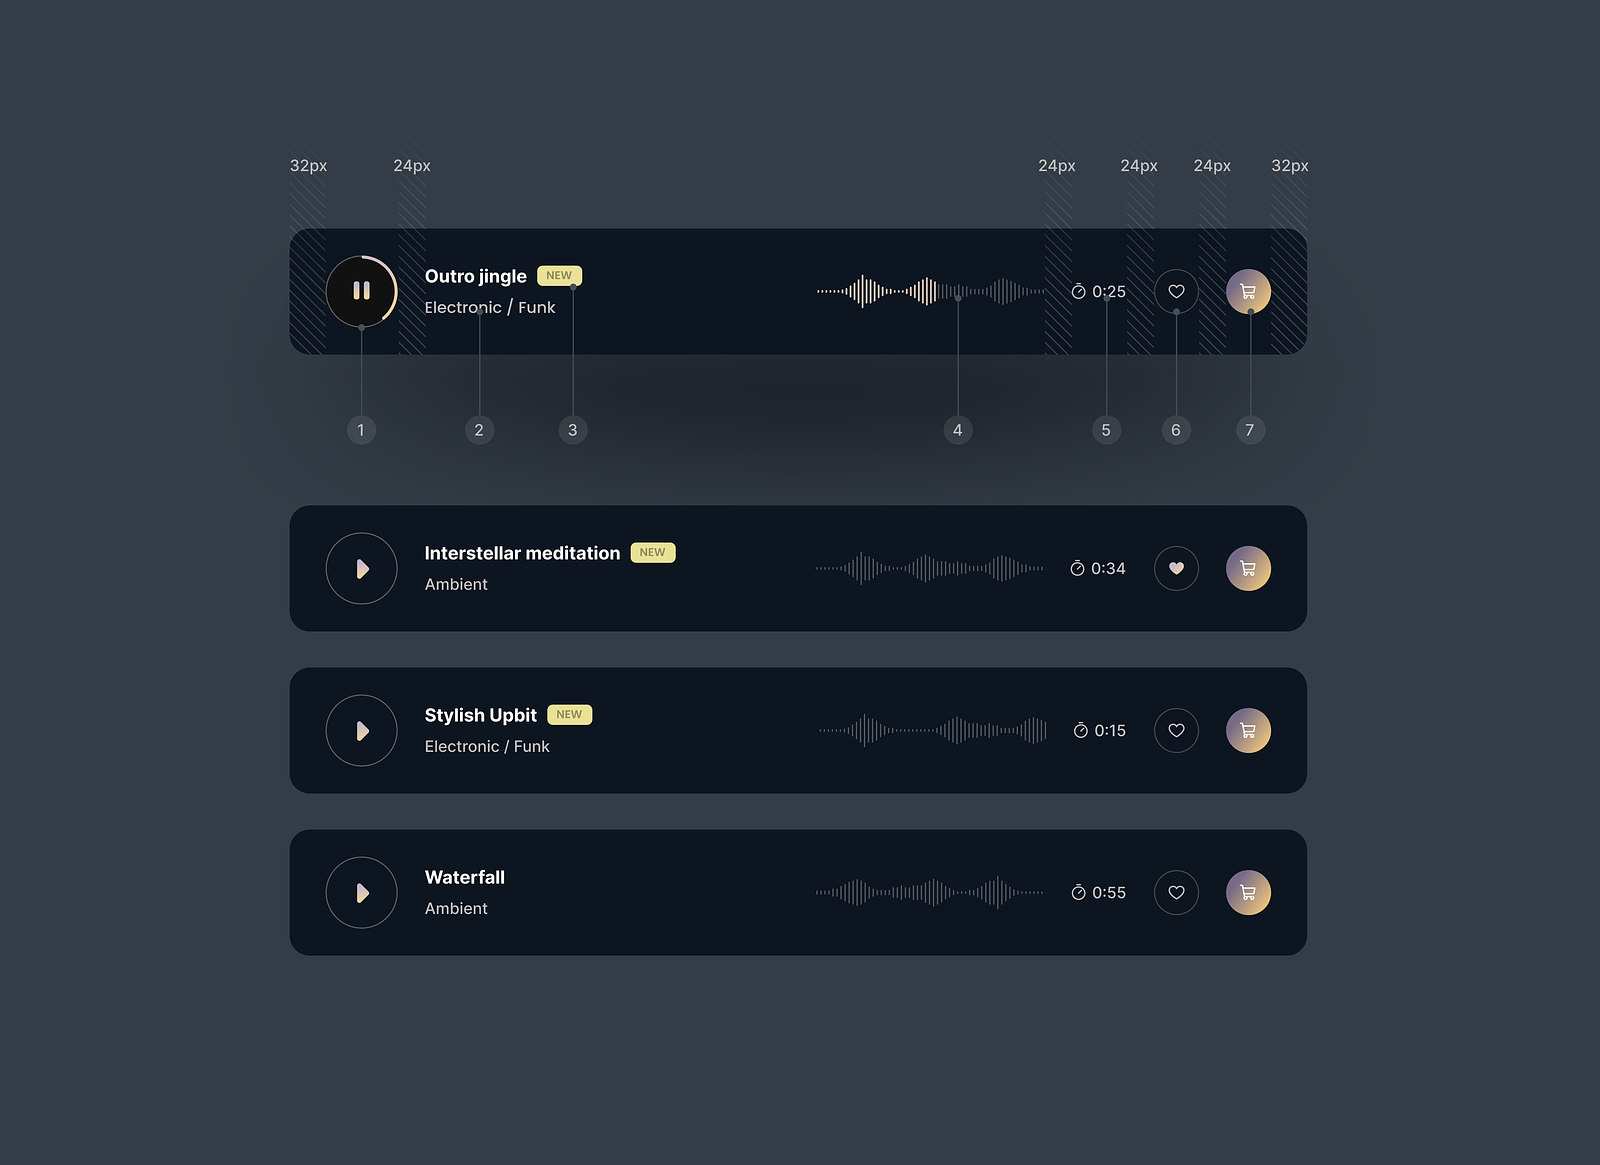 32px 24px 24px 24px 24px 32px
Outro jingle NEW
Electronic / Funk
0:25
1 2 3 4 5 6 7
Interstellar meditation NEW
Ambient
0:34
Stylish Upbit NEW
Electronic / Funk
0:15
Waterfall
Ambient
0:55